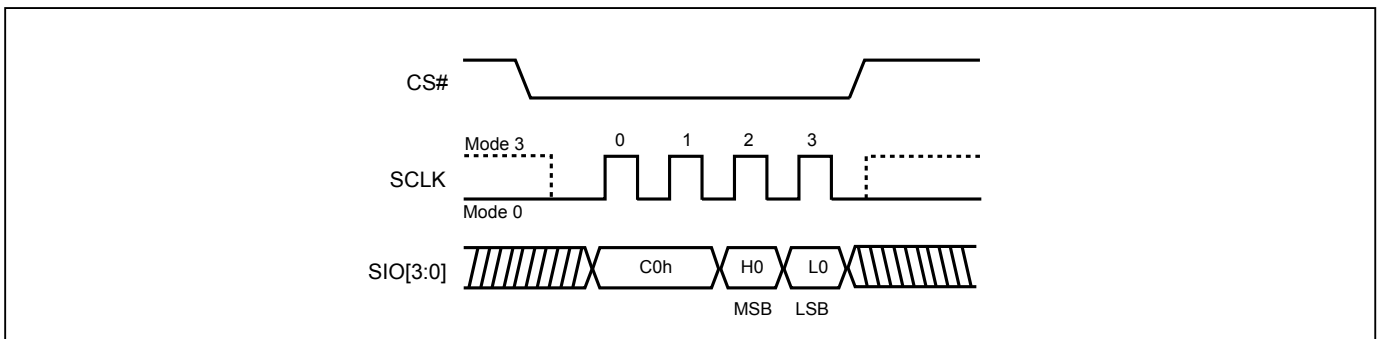 CS#
Mode 3 0 1 2 3
SCLK
Mode 0
SIO[3:0] C0h H0 L0
MSB LSB